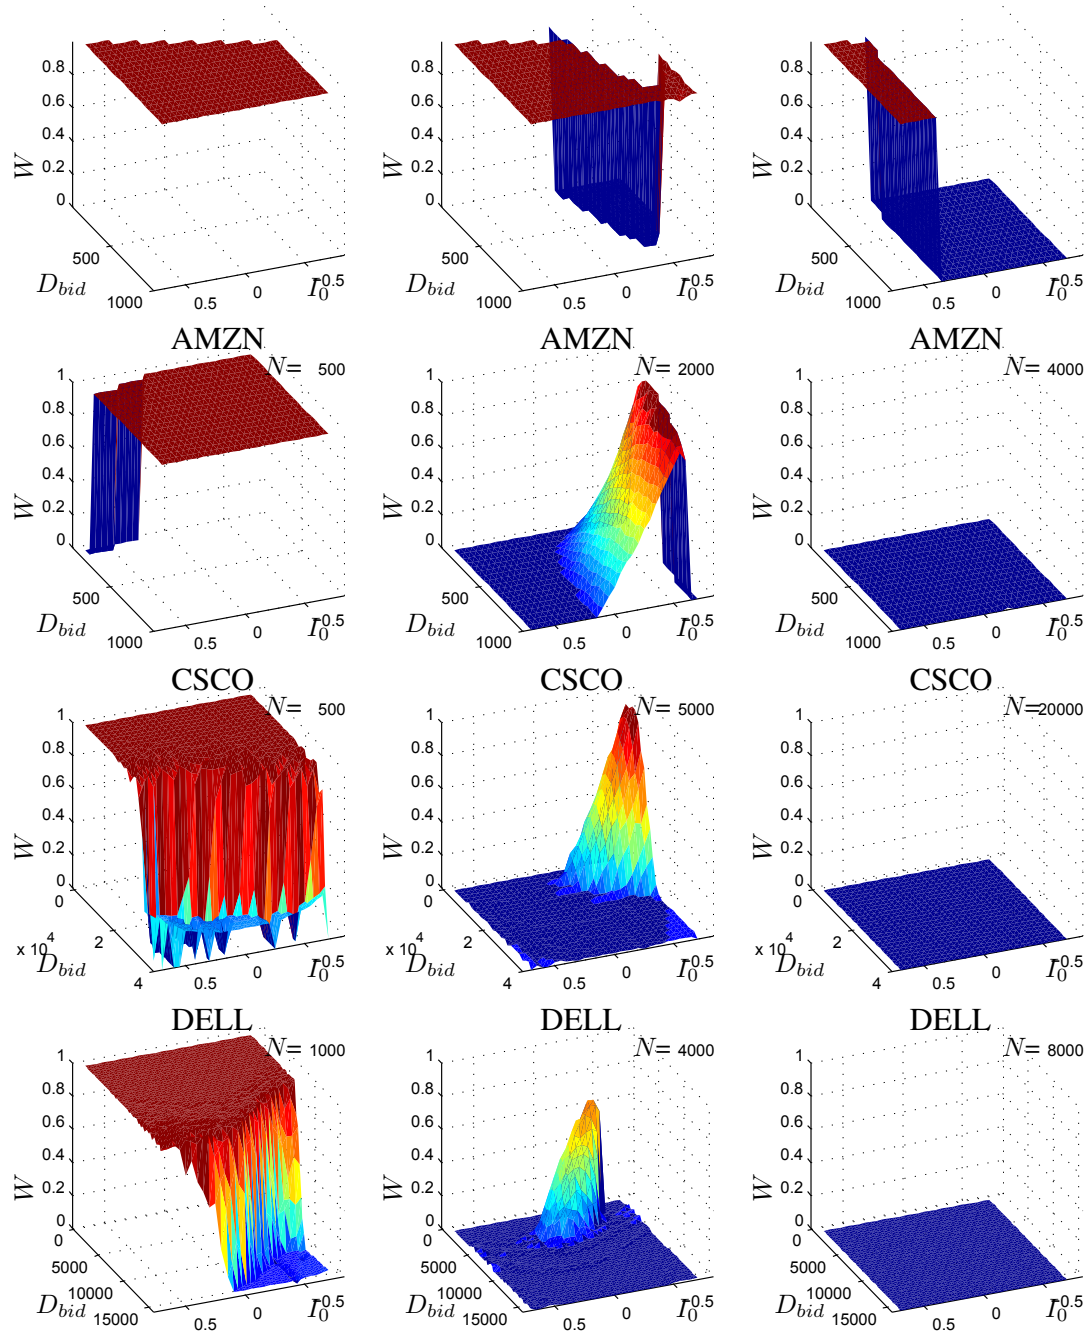 0.8 0.8 0.8
0.6 0.6 0.6
0.4 0.4 0.4
0.2 0.2 0.2
W W W
0 0 0
500 500 500
D_bid D_bid D_bid
1000 0.5 0 I_0 -0.5
1000 0.5 0 I_0 -0.5
1000 0.5 0 I_0 -0.5
AMZN AMZN AMZN
N= 500 N= 2000 N= 4000
1 1 1
0.8 0.8 0.8
0.6 0.6 0.6
0.4 0.4 0.4
0.2 0.2 0.2
W W W
0 0 0
500 500 500
D_bid D_bid D_bid
1000 0.5 0 I_0 -0.5
1000 0.5 0 I_0 -0.5
1000 0.5 0 I_0 -0.5
CSCO CSCO CSCO
N= 500 N= 5000 N= 20000
1 1 1
0.8 0.8 0.8
0.6 0.6 0.6
0.4 0.4 0.4
0.2 0.2 0.2
W W W
0 0 0
0 0 0
2 2 2
x 10^4 x 10^4 x 10^4
D_bid D_bid D_bid
4 0.5 0 I_0 -0.5
4 0.5 0 I_0 -0.5
4 0.5 0 I_0 -0.5
DELL DELL DELL
N= 1000 N= 4000 N= 8000
1 1 1
0.8 0.8 0.8
0.6 0.6 0.6
0.4 0.4 0.4
0.2 0.2 0.2
W W W
0 0 0
0 0 0
5000 5000 5000
10000 10000 10000
D_bid D_bid D_bid
15000 0.5 0 I_0 -0.5
15000 0.5 0 I_0 -0.5
15000 0.5 0 I_0 -0.5